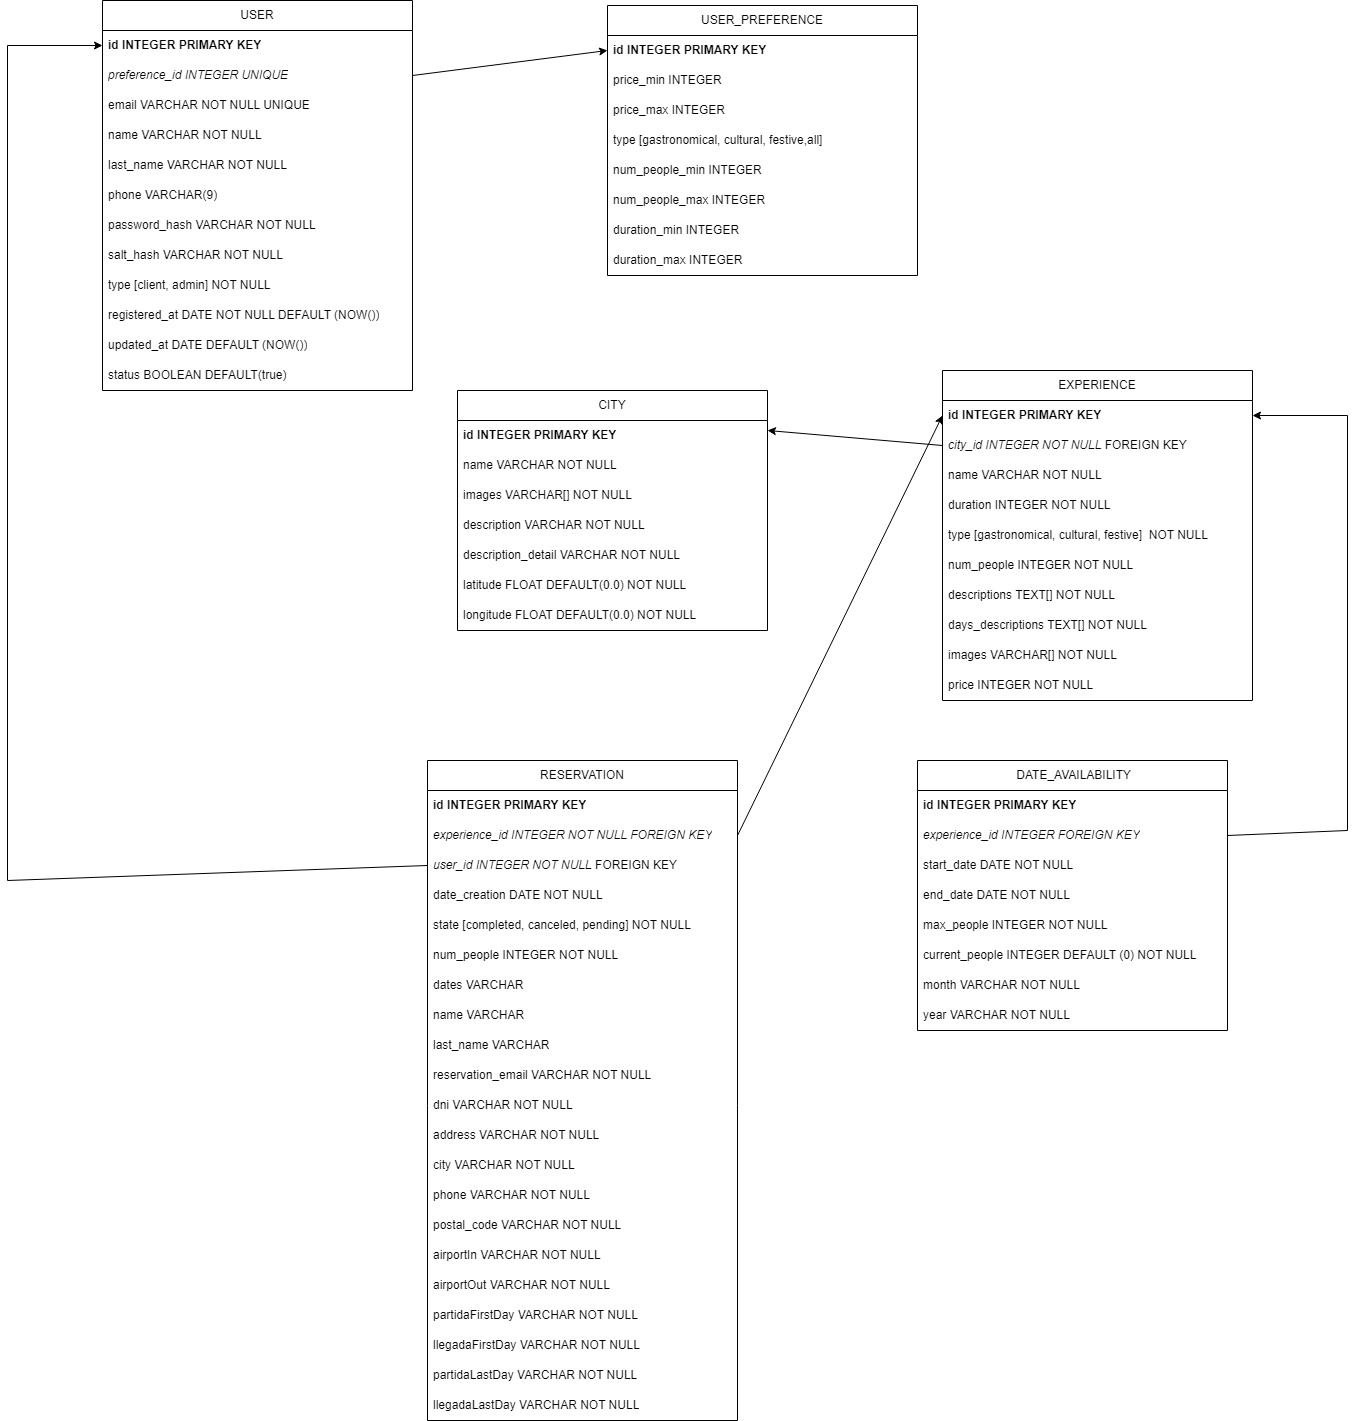 USER
id INTEGER PRIMARY KEY
preference_id INTEGER UNIQUE
email VARCHAR NOT NULL UNIQUE
name VARCHAR NOT NULL
last_name VARCHAR NOT NULL
phone VARCHAR(9)
password_hash VARCHAR NOT NULL
salt_hash VARCHAR NOT NULL
type [client, admin] NOT NULL
registered_at DATE NOT NULL DEFAULT (NOW())
updated_at DATE DEFAULT (NOW())
status BOOLEAN DEFAULT(true)
USER_PREFERENCE
id INTEGER PRIMARY KEY
price_min INTEGER
price_max INTEGER
type [gastronomical, cultural, festive,all]
num_people_min INTEGER
num_people_max INTEGER
duration_min INTEGER
duration_max INTEGER
CITY
id INTEGER PRIMARY KEY
name VARCHAR NOT NULL
images VARCHAR[] NOT NULL
description VARCHAR NOT NULL
description_detail VARCHAR NOT NULL
latitude FLOAT DEFAULT(0.0) NOT NULL
longitude FLOAT DEFAULT(0.0) NOT NULL
EXPERIENCE
id INTEGER PRIMARY KEY
city_id INTEGER NOT NULL FOREIGN KEY
name VARCHAR NOT NULL
duration INTEGER NOT NULL
type [gastronomical, cultural, festive]  NOT NULL
num_people INTEGER NOT NULL
descriptions TEXT[] NOT NULL
days_descriptions TEXT[] NOT NULL
images VARCHAR[] NOT NULL
price INTEGER NOT NULL
RESERVATION
id INTEGER PRIMARY KEY
experience_id INTEGER NOT NULL FOREIGN KEY
user_id INTEGER NOT NULL FOREIGN KEY
date_creation DATE NOT NULL
state [completed, canceled, pending] NOT NULL
num_people INTEGER NOT NULL
dates VARCHAR
name VARCHAR
last_name VARCHAR
reservation_email VARCHAR NOT NULL
dni VARCHAR NOT NULL
address VARCHAR NOT NULL
city VARCHAR NOT NULL
phone VARCHAR NOT NULL
postal_code VARCHAR NOT NULL
airportIn VARCHAR NOT NULL
airportOut VARCHAR NOT NULL
partidaFirstDay VARCHAR NOT NULL
llegadaFirstDay VARCHAR NOT NULL
partidaLastDay VARCHAR NOT NULL
llegadaLastDay VARCHAR NOT NULL
DATE_AVAILABILITY
id INTEGER PRIMARY KEY
experience_id INTEGER FOREIGN KEY
start_date DATE NOT NULL
end_date DATE NOT NULL
max_people INTEGER NOT NULL
current_people INTEGER DEFAULT (0) NOT NULL
month VARCHAR NOT NULL
year VARCHAR NOT NULL